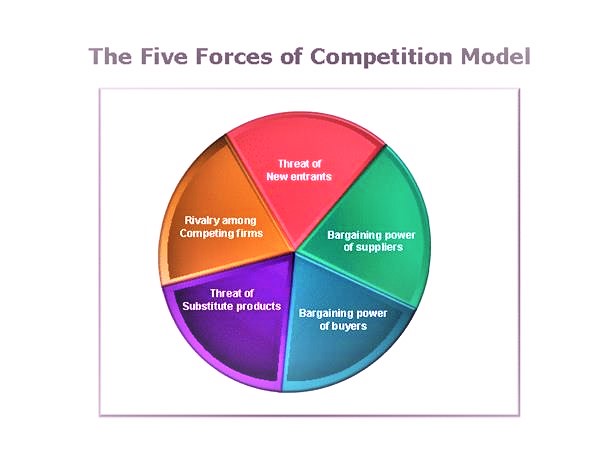 The Five Forces of Competition Model
Threat of
New entrants
Rivalry among
Competing firms
Bargaining power
of suppliers
Threat of
Substitute products
Bargaining power
of buyers